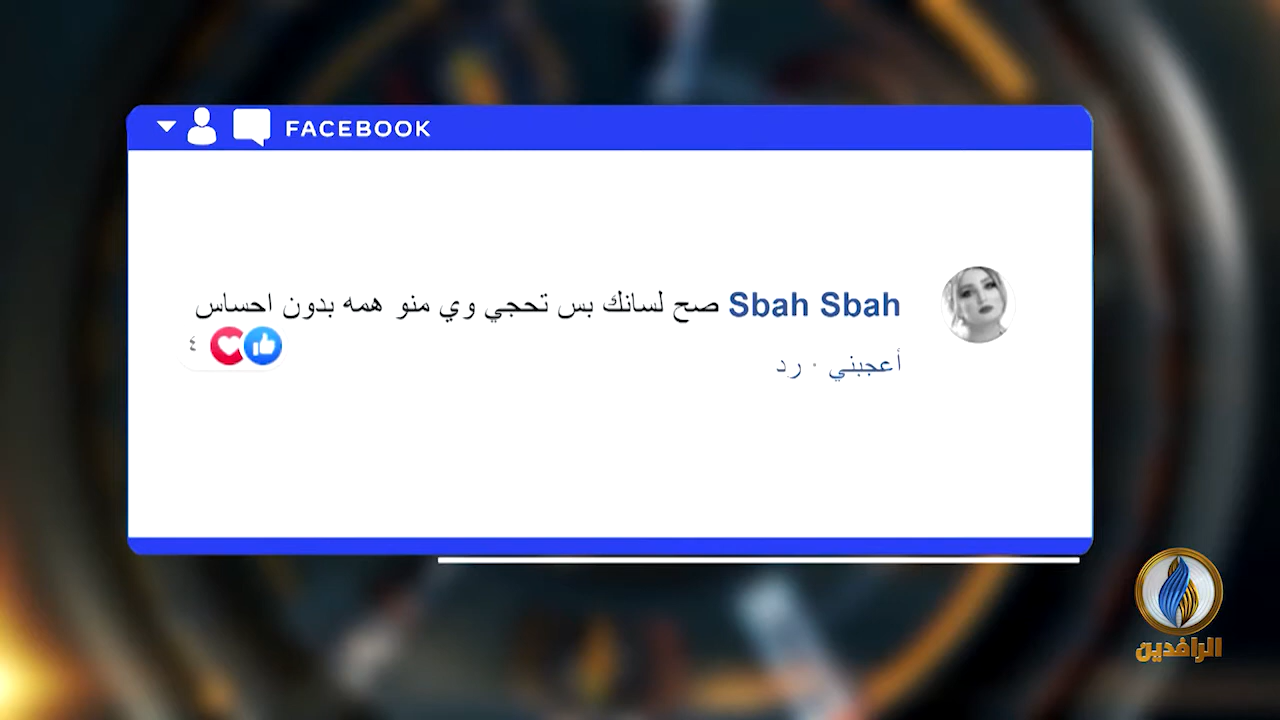 FACEBOOK
Sbah Sbah صح لسانك بس تحجي وي منو همه بدون احساس
٤
أعجبني · رد
الرافدين